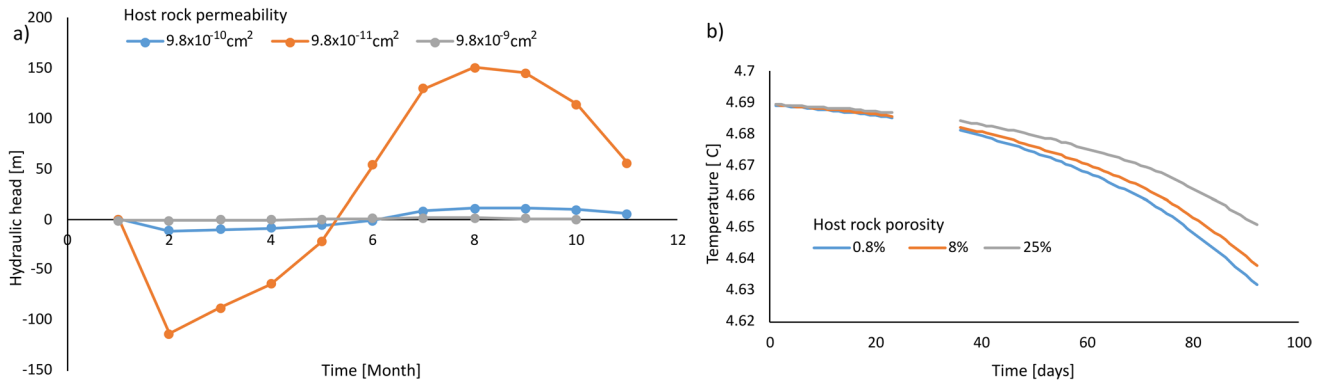 a)
Host rock permeability
9.8x10⁻¹⁰cm² 9.8x10⁻¹¹cm² 9.8x10⁻⁹cm²
Hydraulic head [m]
200
150
100
50
0
-50
-100
-150
0 2 4 6 8 10 12
Time [Month]
b)
Temperature [ C]
4.7
4.69
4.68
4.67
4.66
4.65
4.64
4.63
4.62
Host rock porosity
0.8% 8% 25%
0 20 40 60 80 100
Time [days]